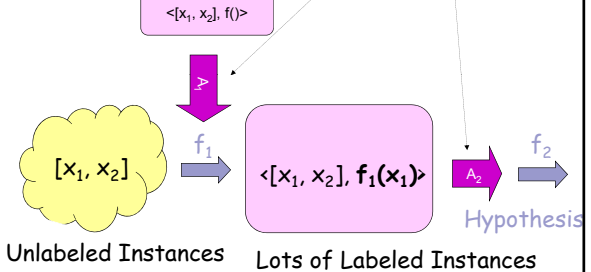 <[x₁, x₂], f()>
A₁
f₁
f₂
[x₁, x₂]
<[x₁, x₂], f₁(x₁)>
A₂
Hypothesis
Unlabeled Instances
Lots of Labeled Instances